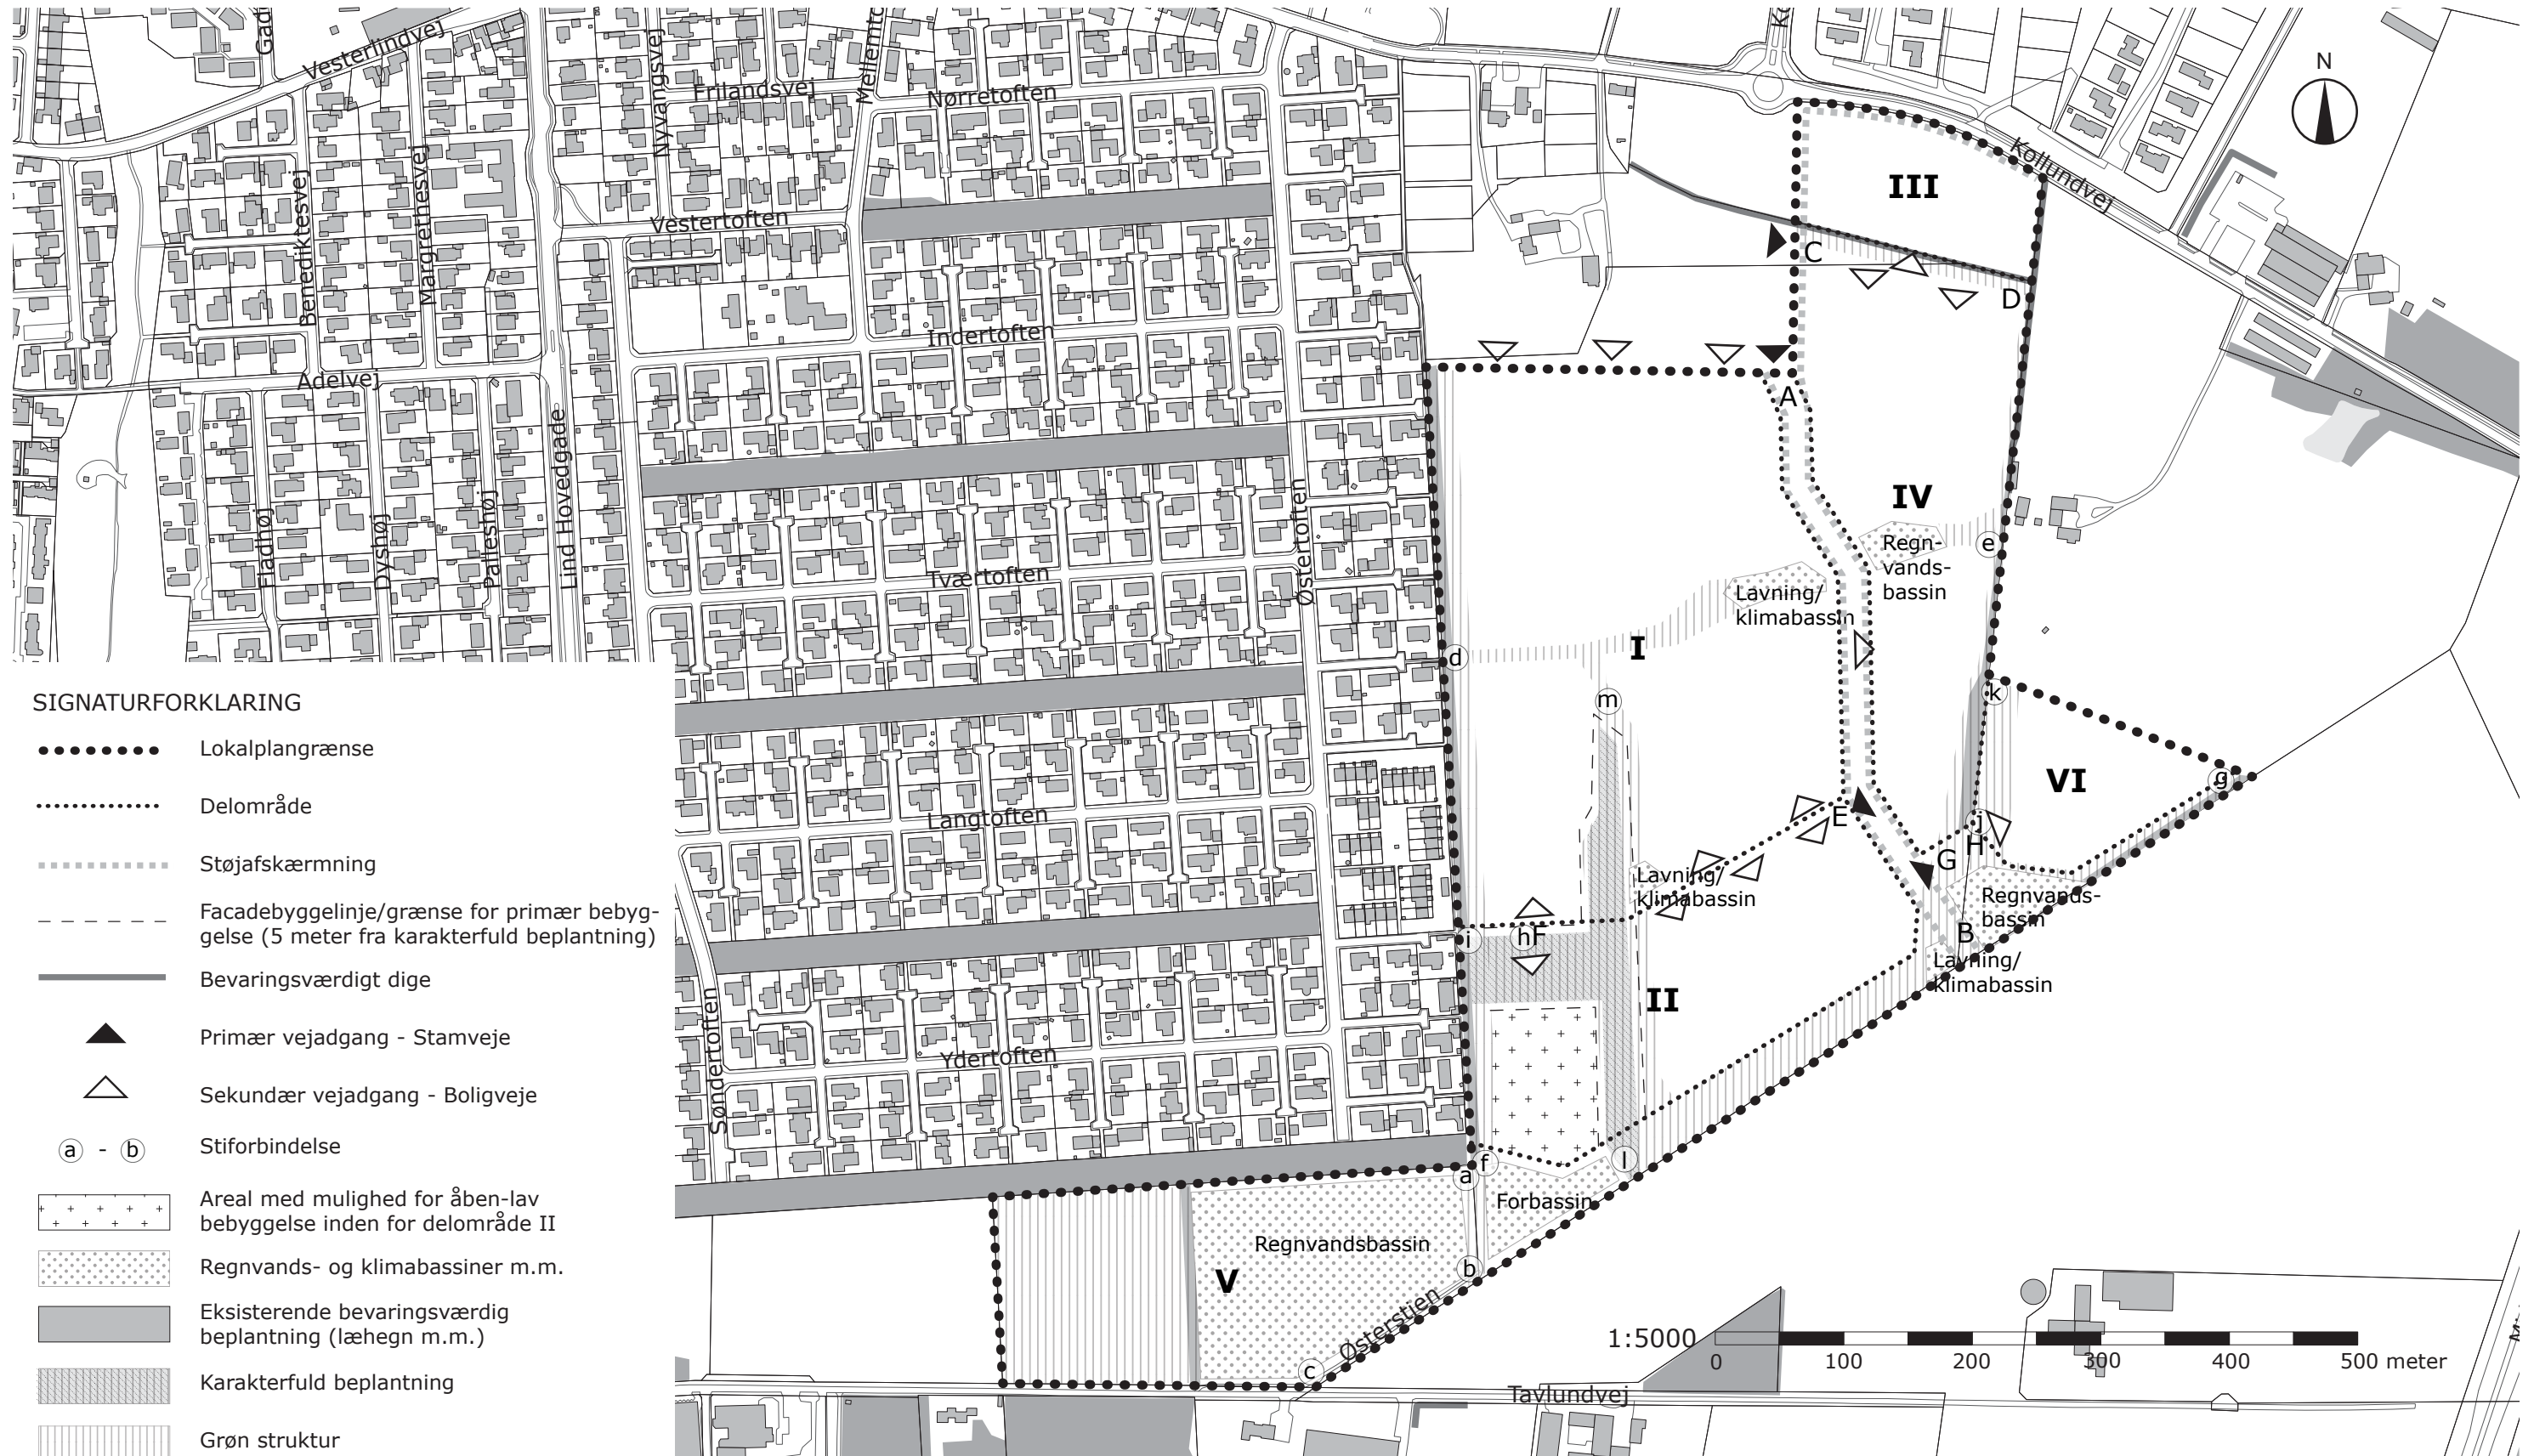 Vesterlindvej
Frilandsvej
Nørretoften
Nyvangsvej
Vestertoften
Benediktesvej
Margrethesvej
Indertoften
Adelvej
Lind Hovedgade
Fladhøj
Dyshøj
Palleshøj
Tværtoften
Østertoften
Langtoften
Ydertoften
Søndertoften
Kollundvej
N
III
C
D
A
IV
e
Regn-
vands-
bassin
Lavning/
klimabassin
d
I
m
k
VI
g
E
j
H
G
Lavning/
klimabassin
Regnvands-
bassin
B
Lavning/
klimabassin
i
h
F
II
l
f
a
Forbassin
Regnvandsbassin
b
V
Østerstien
c
Tavlundvej
1:5000
0 100 200 300 400 500 meter
SIGNATURFORKLARING
Lokalplangrænse
Delområde
Støjafskærmning
Facadebyggelinje/grænse for primær bebyg-
gelse (5 meter fra karakterfuld beplantning)
Bevaringsværdigt dige
Primær vejadgang - Stamveje
Sekundær vejadgang - Boligveje
a - b Stiforbindelse
Areal med mulighed for åben-lav
bebyggelse inden for delområde II
Regnvands- og klimabassiner m.m.
Eksisterende bevaringsværdig
beplantning (læhegn m.m.)
Karakterfuld beplantning
Grøn struktur